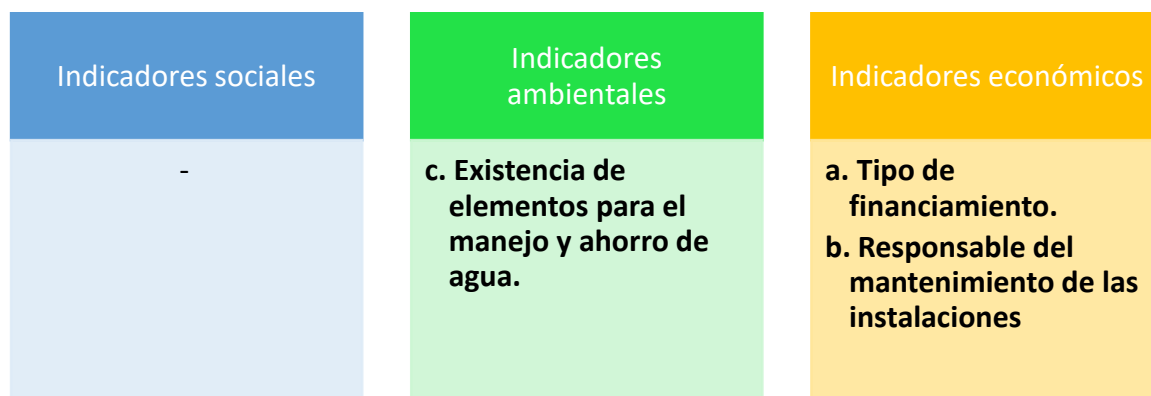 Indicadores sociales
-
Indicadores
ambientales
c. Existencia de
elementos para el
manejo y ahorro de
agua.
Indicadores económicos
a. Tipo de
financiamiento.
b. Responsable del
mantenimiento de las
instalaciones